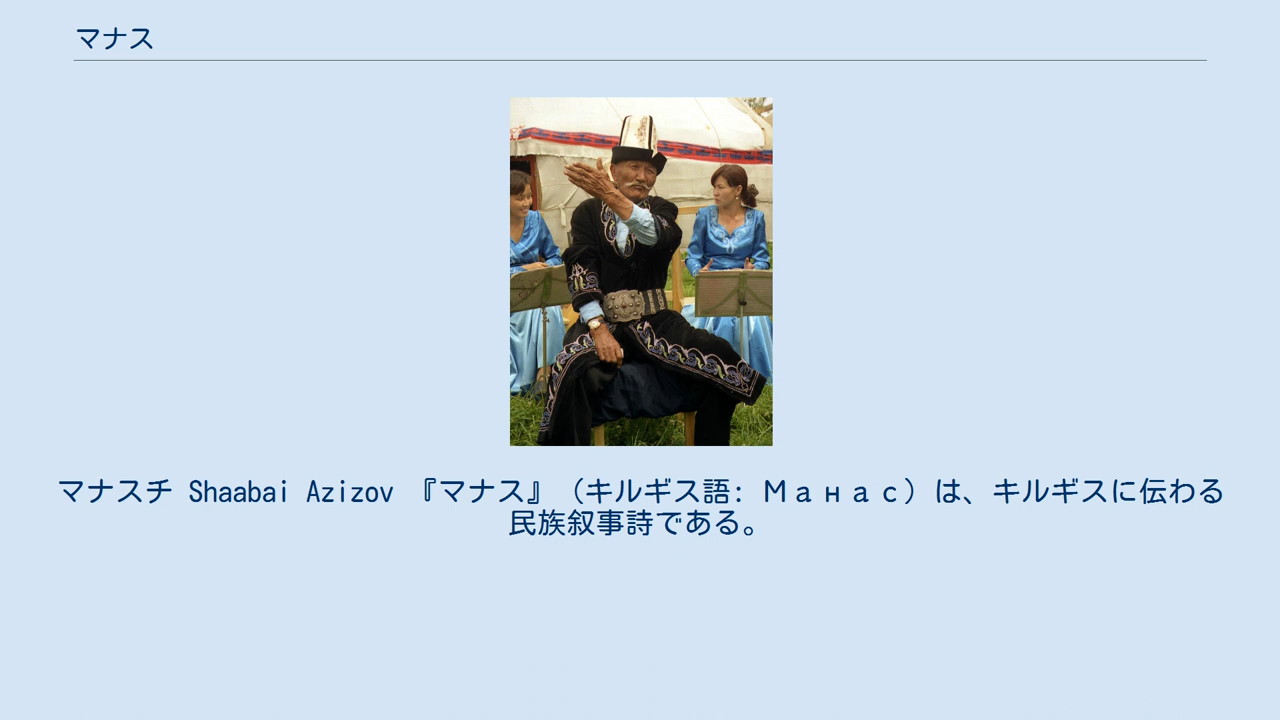 マナス
マナスチ Shaabai Azizov 『マナス』（キルギス語: Манас）は、キルギスに伝わる
民族叙事詩である。